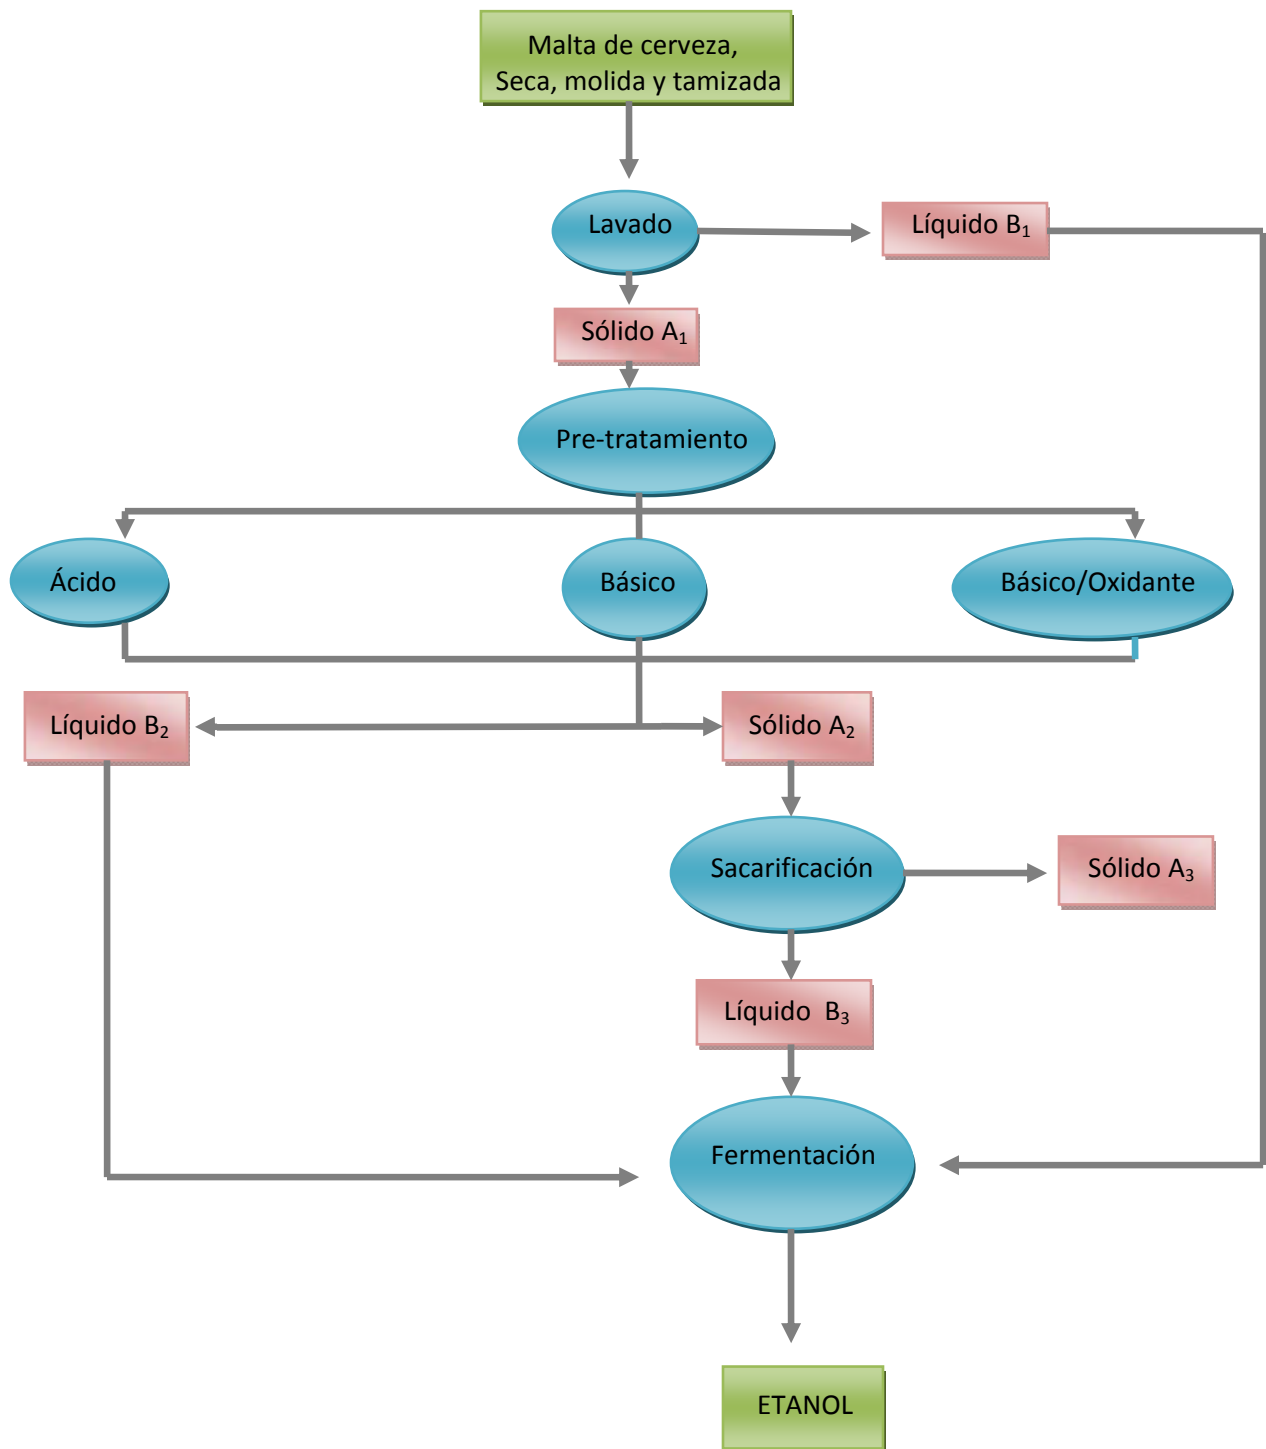 Malta de cerveza,
Seca, molida y tamizada
Lavado
Líquido B₁
Sólido A₁
Pre-tratamiento
Ácido
Básico
Básico/Oxidante
Líquido B₂
Sólido A₂
Sacarificación
Sólido A₃
Líquido B₃
Fermentación
ETANOL